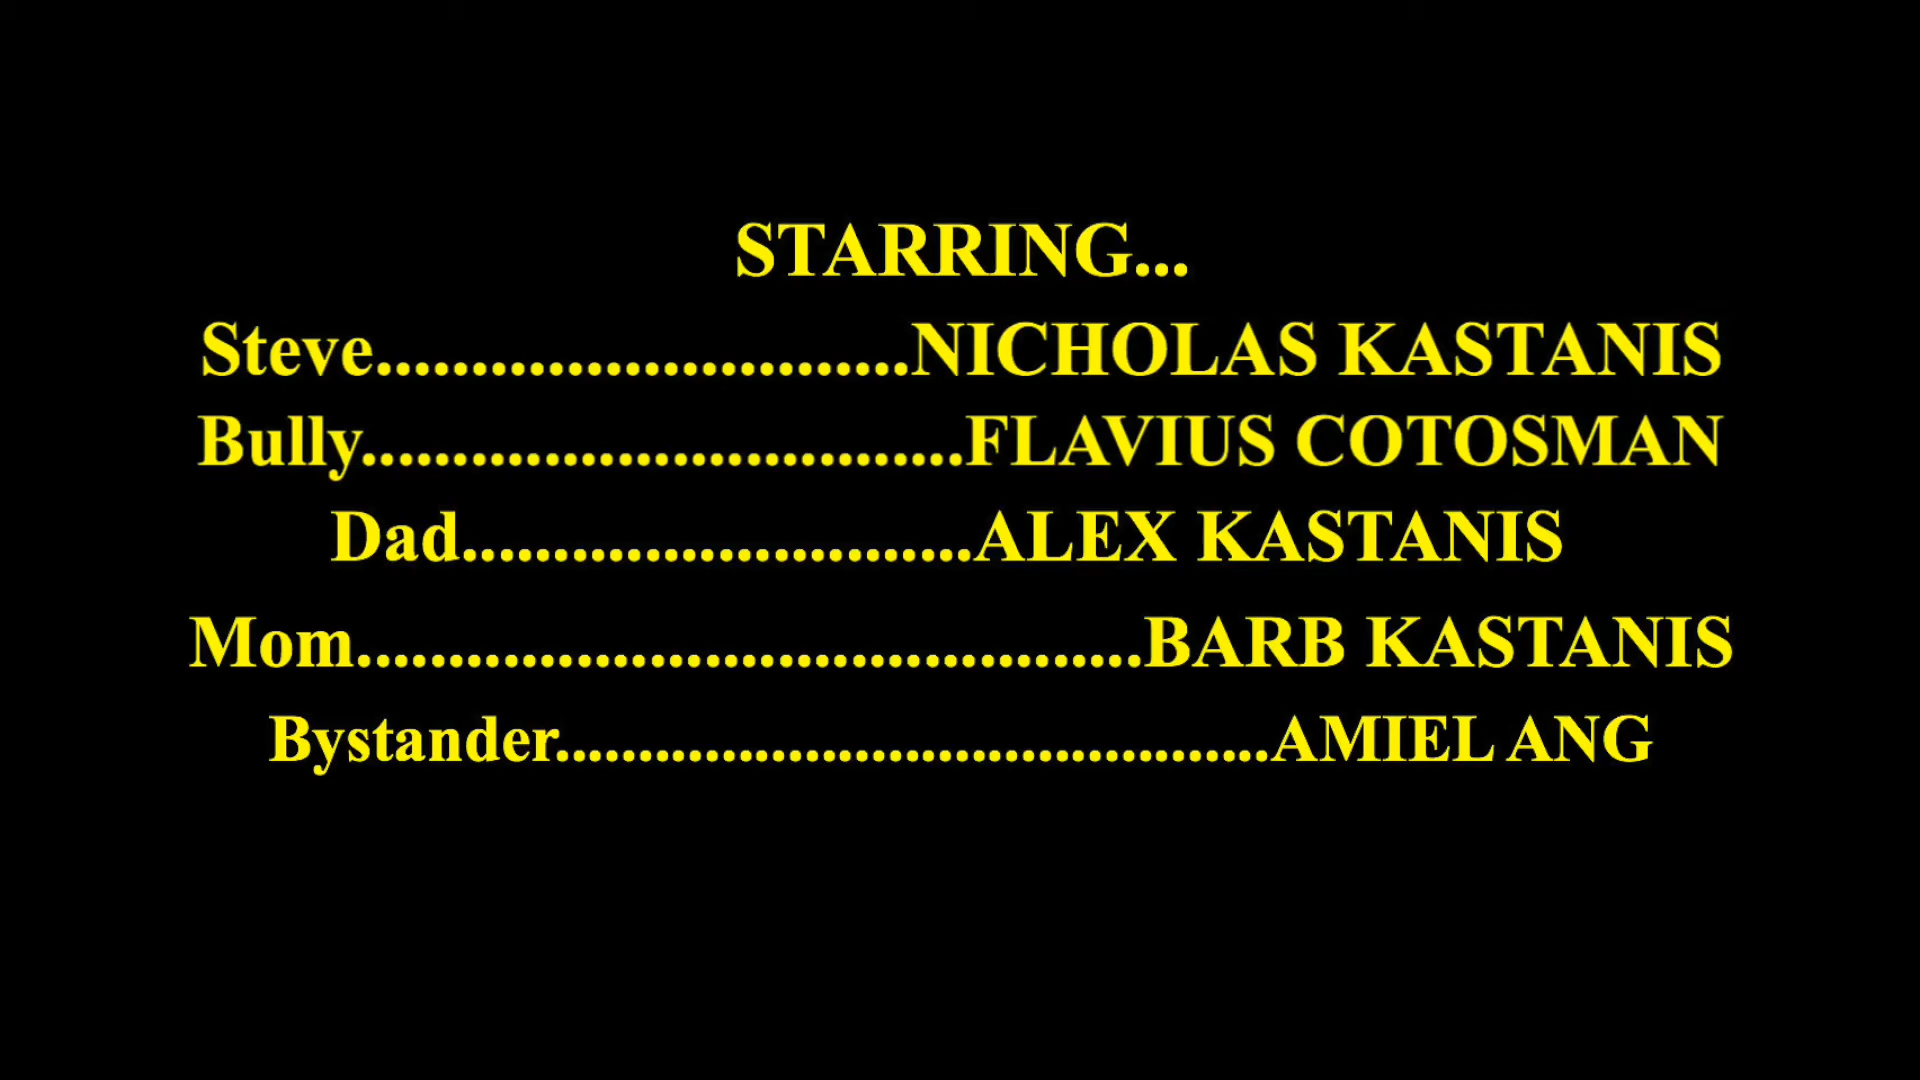 STARRING...
Steve.............................NICHOLAS KASTANIS
Bully.................................FLAVIUS COTOSMAN
Dad............................ALEX KASTANIS
Mom...........................................BARB KASTANIS
Bystander...........................................AMIEL ANG